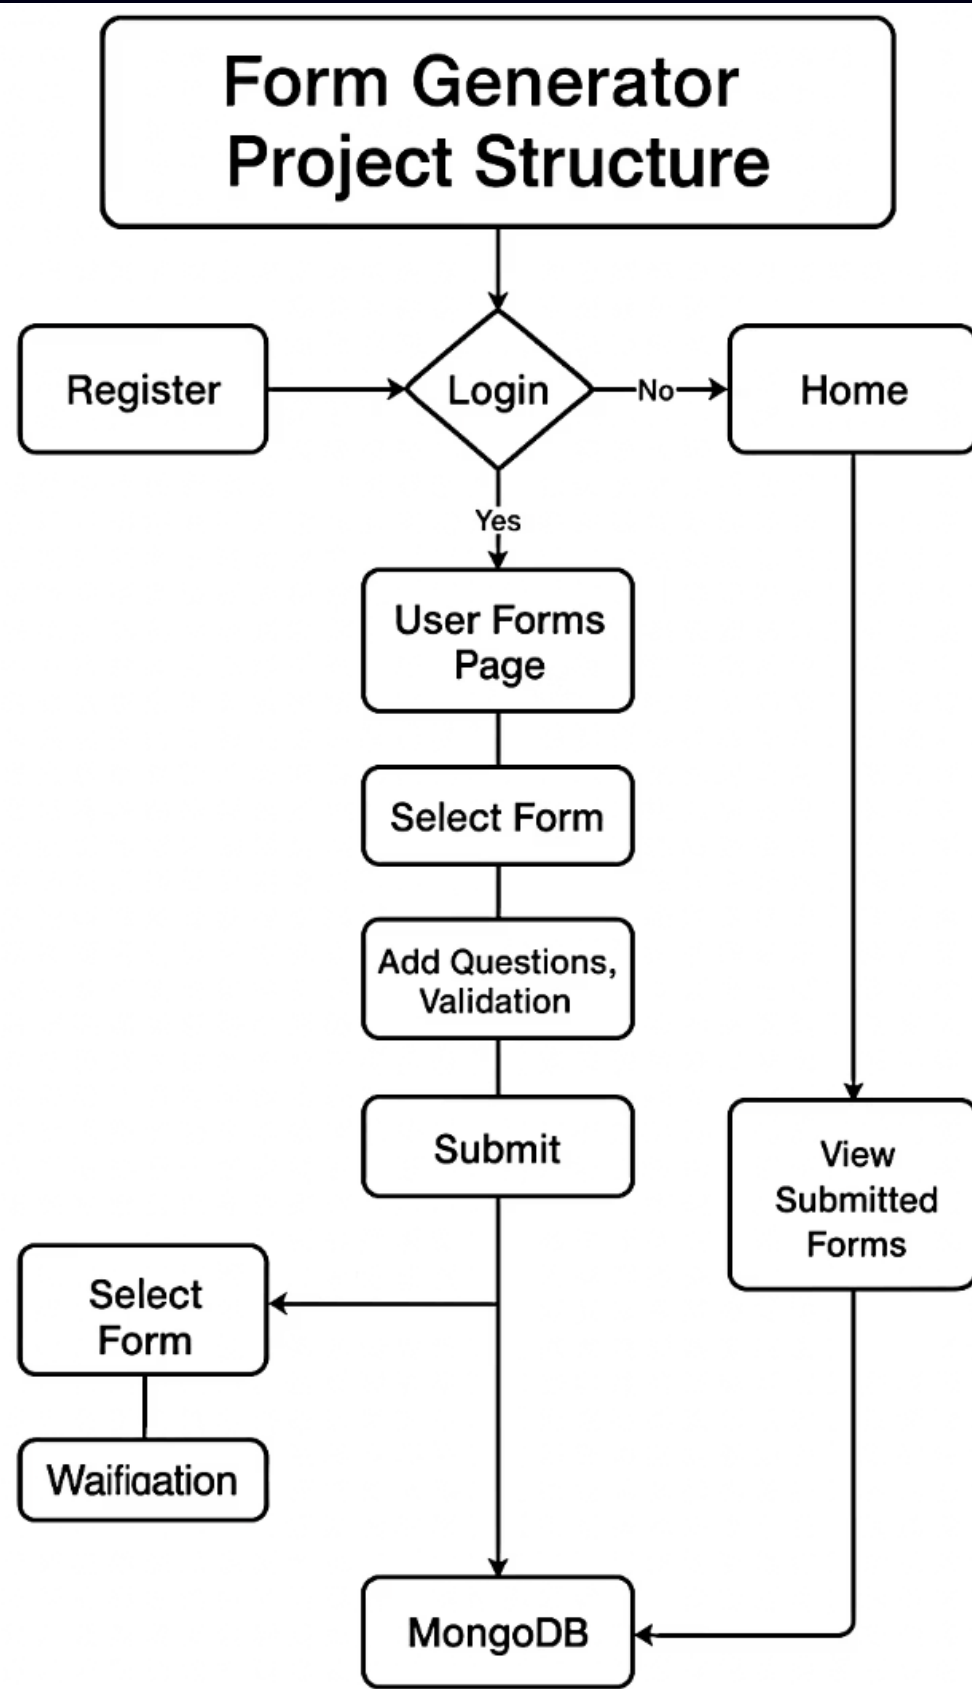 Form Generator
Project Structure
Register
Login
No
Home
Yes
User Forms
Page
Select Form
Add Questions,
Validation
Submit
View
Submitted
Forms
Select
Form
MongoDB